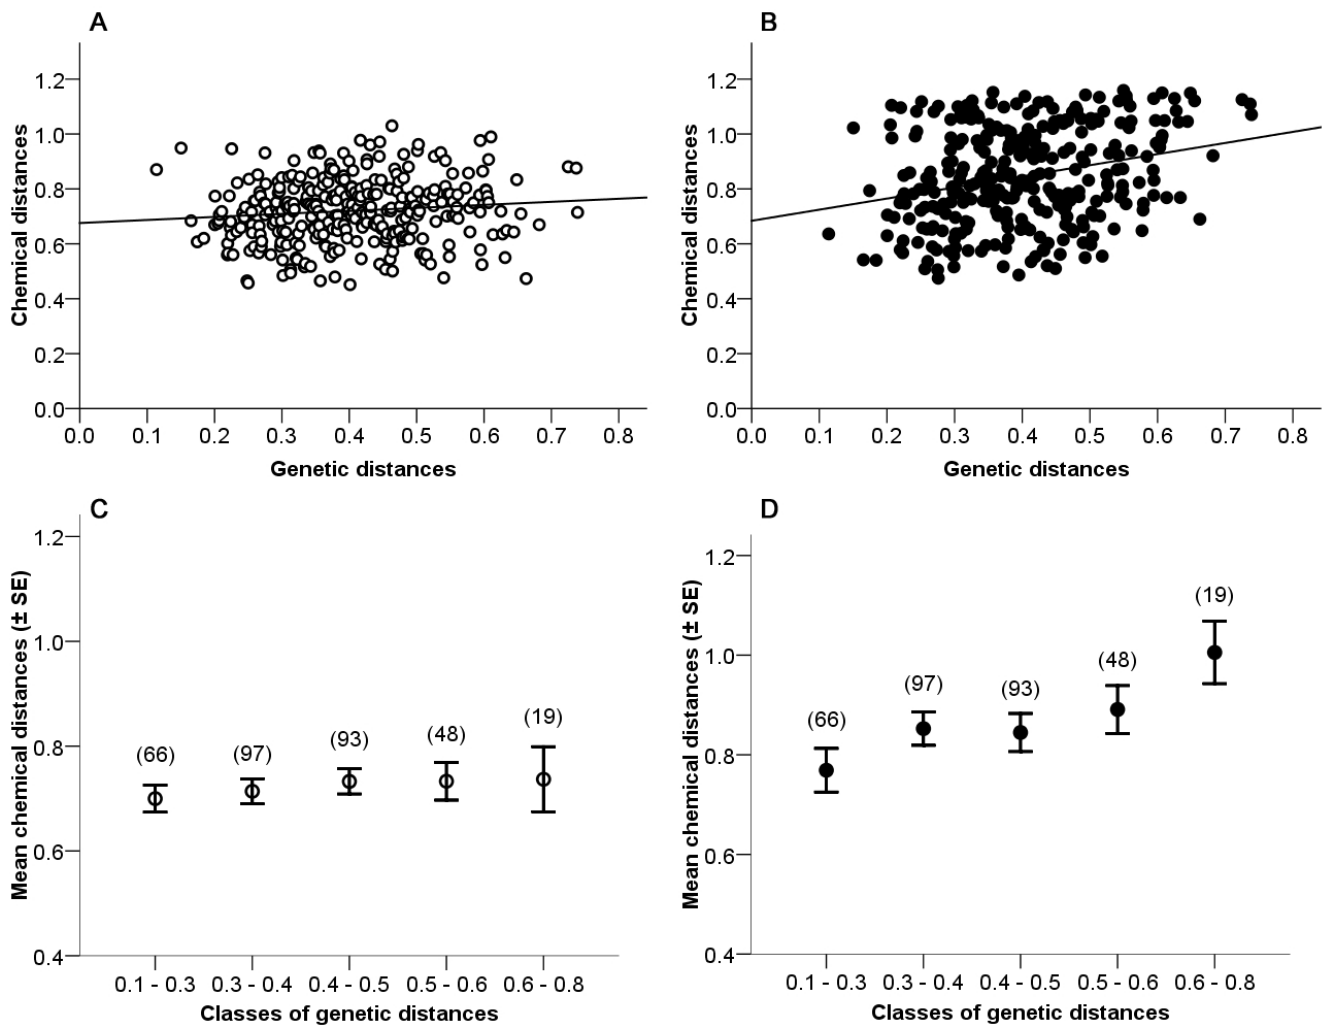 A
Chemical distances
1.2
1.0
0.8
0.6
0.4
0.2
0.0
0.0 0.1 0.2 0.3 0.4 0.5 0.6 0.7 0.8
Genetic distances
B
Chemical distances
1.2
1.0
0.8
0.6
0.4
0.2
0.0
0.0 0.1 0.2 0.3 0.4 0.5 0.6 0.7 0.8
Genetic distances
C
Mean chemical distances (± SE)
1.2
1.0
0.8
0.6
0.4
(66) (97) (93) (48) (19)
0.1 - 0.3 0.3 - 0.4 0.4 - 0.5 0.5 - 0.6 0.6 - 0.8
Classes of genetic distances
D
Mean chemical distances (± SE)
1.2
1.0
0.8
0.6
0.4
(66) (97) (93) (48) (19)
0.1 - 0.3 0.3 - 0.4 0.4 - 0.5 0.5 - 0.6 0.6 - 0.8
Classes of genetic distances